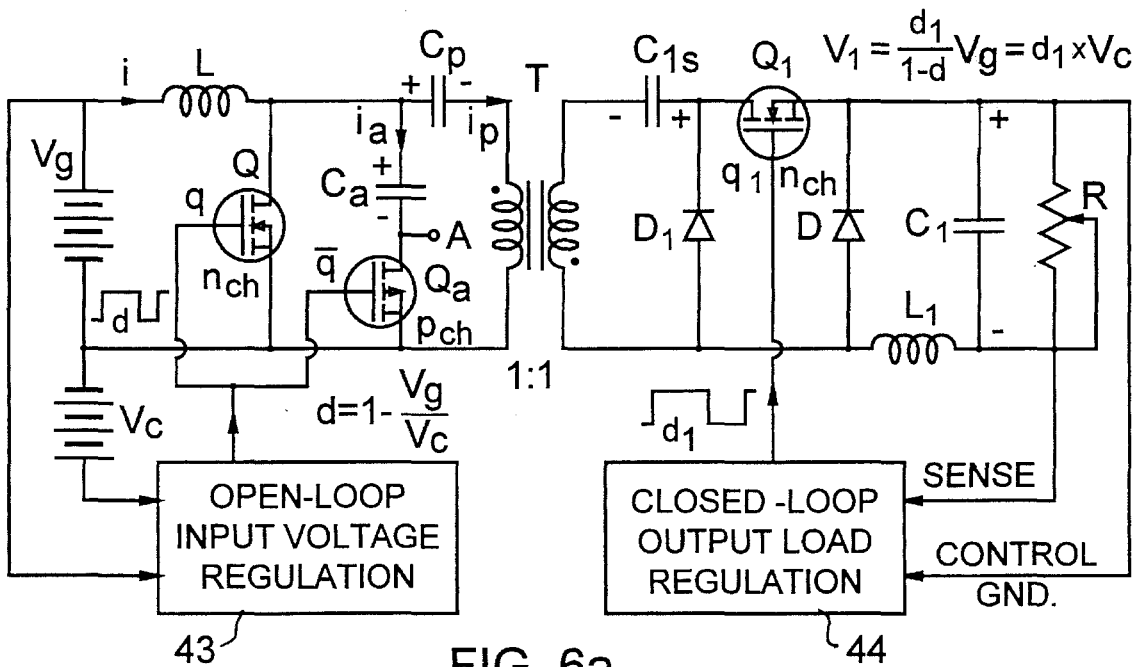 i L Cp + - ip T C1s - + Q1 V1 = d1/(1-d) Vg = d1 x Vc
Vg Q q nch
ia + Ca - A
q̄ Qa pch
q1 nch
D1 D C1 + - R
L1
d
1:1
Vc
d=1- Vg/Vc
d1
OPEN-LOOP
INPUT VOLTAGE
REGULATION
43
CLOSED -LOOP
OUTPUT LOAD
REGULATION
44
SENSE
CONTROL
GND.
FIG. 6a